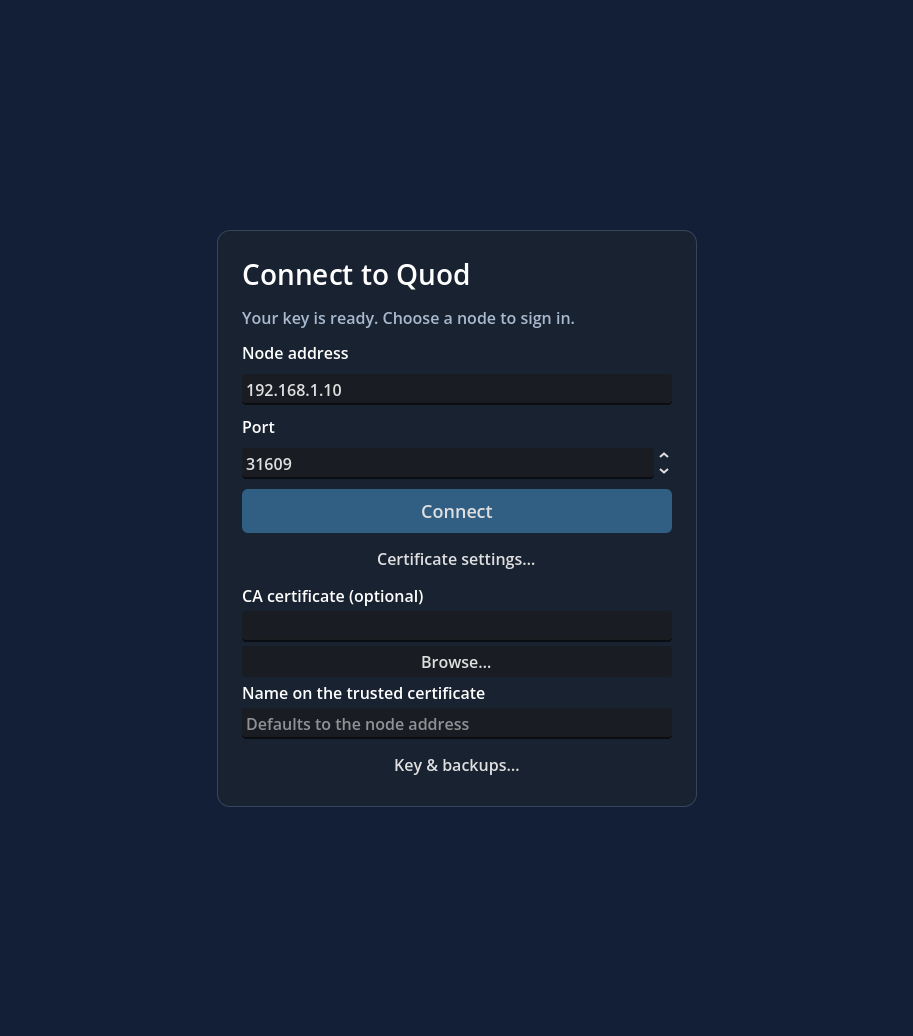 Connect to Quod
Your key is ready. Choose a node to sign in.
Node address
192.168.1.10
Port
31609
Connect
Certificate settings...
CA certificate (optional)
Browse...
Name on the trusted certificate
Defaults to the node address
Key & backups...